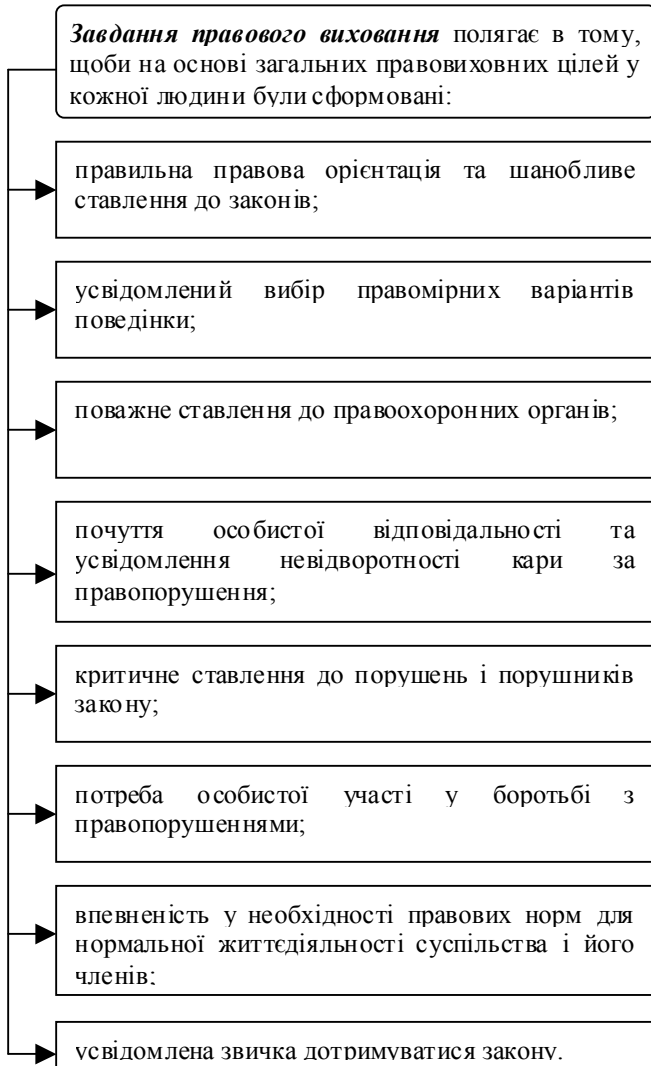 Завдання правового виховання полягає в тому,
щоби на основі загальних правовиховних цілей у
кожної людини були сформовані:
правильна правова орієнтація та шанобливе
ставлення до законів;
усвідомлений вибір правомірних варіантів
поведінки;
поважне ставлення до правоохоронних органів;
почуття особистої відповідальності та
усвідомлення невідворотності кари за
правопорушення;
критичне ставлення до порушень і порушників
закону;
потреба особистої участі у боротьбі з
правопорушеннями;
впевненість у необхідності правових норм для
нормальної життєдіяльності суспільства і його
членів;
усвідомлена звичка дотримуватися закону.